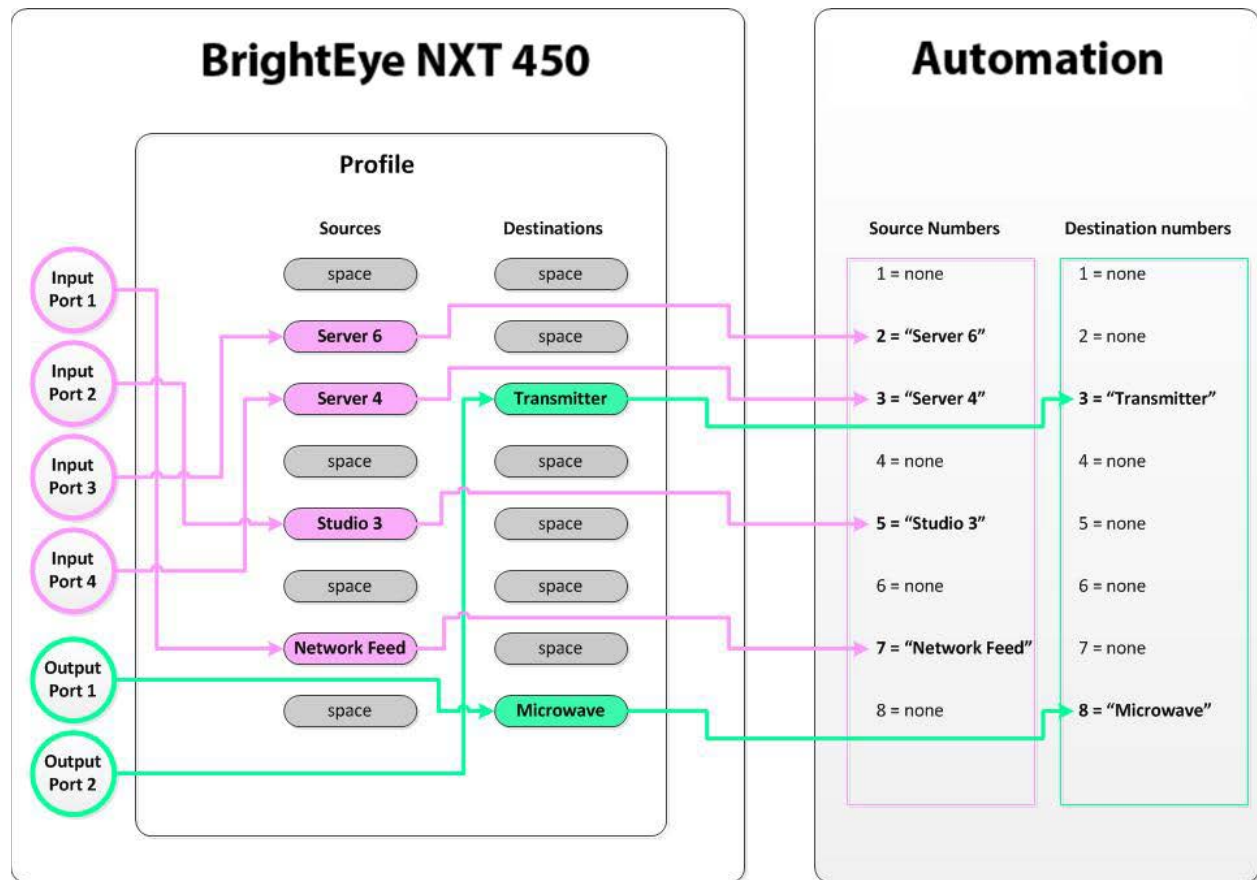 BrightEye NXT 450
Profile
Sources
Destinations
Input
Port 1
Input
Port 2
Input
Port 3
Input
Port 4
Output
Port 1
Output
Port 2
space
Server 6
Server 4
space
Studio 3
space
Network Feed
space
space
space
Transmitter
space
space
space
space
Microwave
Automation
Source Numbers
1 = none
2 = “Server 6”
3 = “Server 4”
4 = none
5 = “Studio 3”
6 = none
7 = “Network Feed”
8 = none
Destination numbers
1 = none
2 = none
3 = “Transmitter”
4 = none
5 = none
6 = none
7 = none
8 = “Microwave”